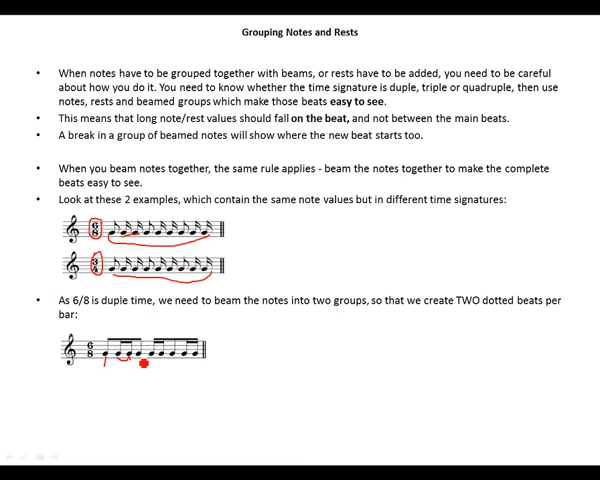 Grouping Notes and Rests
• When notes have to be grouped together with beams, or rests have to be added, you need to be careful
about how you do it. You need to know whether the time signature is duple, triple or quadruple, then use
notes, rests and beamed groups which make those beats easy to see.
• This means that long note/rest values should fall on the beat, and not between the main beats.
• A break in a group of beamed notes will show where the new beat starts too.
• When you beam notes together, the same rule applies - beam the notes together to make the complete
beats easy to see.
• Look at these 2 examples, which contain the same note values but in different time signatures:
6
8
3
4
• As 6/8 is duple time, we need to beam the notes into two groups, so that we create TWO dotted beats per
bar:
6
8